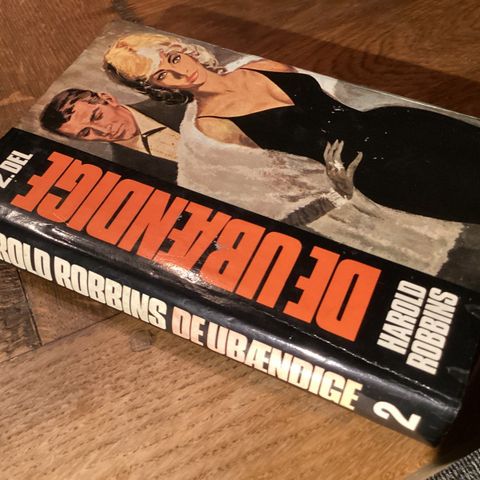 HAROLD
ROBBINS
DE UBÆNDIGE
2. DEL
ROLD ROBBINS DE UBÆNDIGE 2